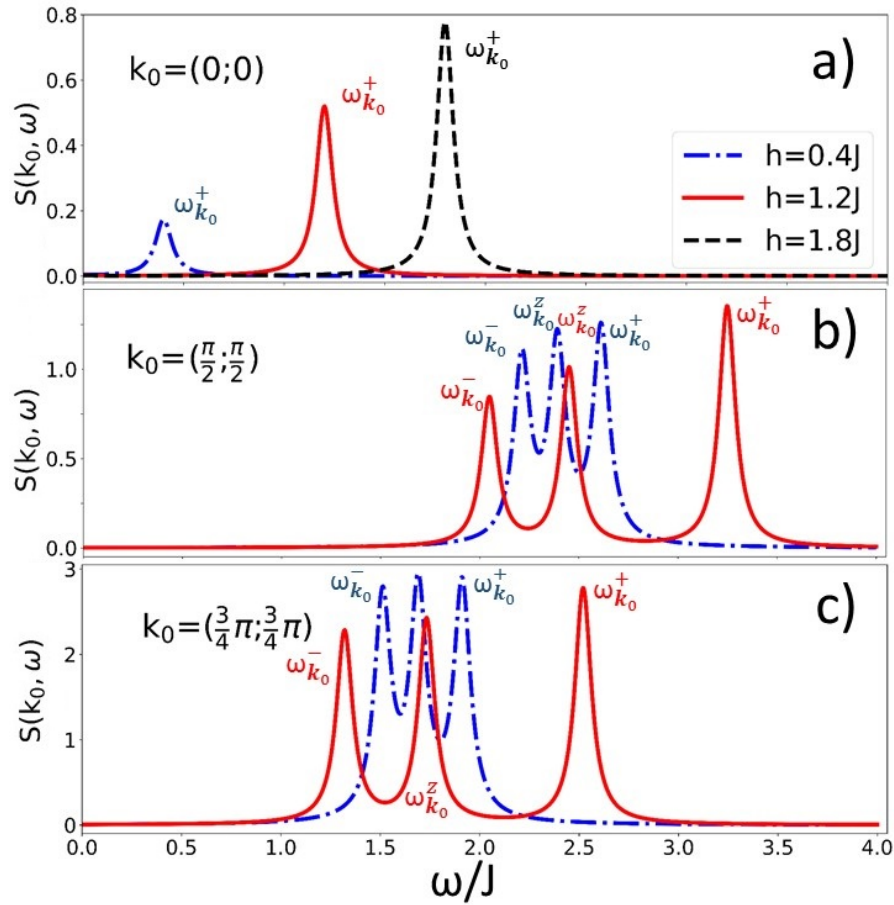 0.8
0.6
0.4
0.2
0.0
S(k₀, ω)
k₀=(0;0)
ω⁺ₖ₀
ω⁺ₖ₀
ω⁺ₖ₀
a)
h=0.4J
h=1.2J
h=1.8J
1.0
0.5
0.0
S(k₀, ω)
k₀=(π/2;π/2)
ω⁻ₖ₀
ωᶻₖ₀
ωᶻₖ₀
ω⁺ₖ₀
ω⁻ₖ₀
ω⁺ₖ₀
b)
3
2
1
0
S(k₀, ω)
k₀=(3/4π;3/4π)
ω⁻ₖ₀
ω⁺ₖ₀
ω⁺ₖ₀
ω⁻ₖ₀
ωᶻₖ₀
c)
0.0 0.5 1.0 1.5 2.0 2.5 3.0 3.5 4.0
ω/J